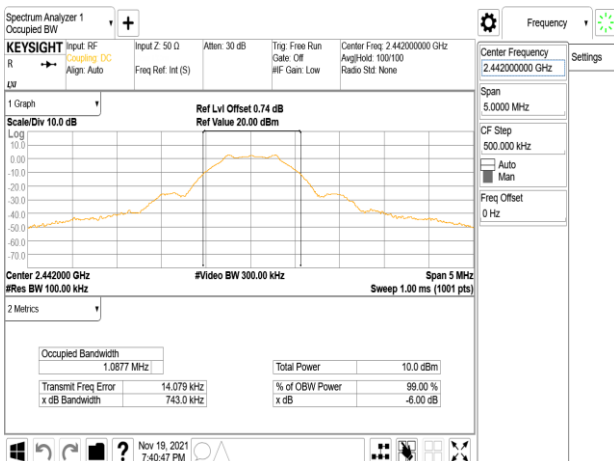 Spectrum Analyzer 1
Occupied BW
Frequency
KEYSIGHT
R
Input: RF
Coupling: DC
Align: Auto
Input Z: 50 Ω
Freq Ref: Int (S)
Atten: 30 dB
Trig: Free Run
Gate: Off
#IF Gain: Low
Center Freq: 2.442000000 GHz
Avg|Hold: 100/100
Radio Std: None
LXI
1 Graph
Scale/Div 10.0 dB
Ref Lvl Offset 0.74 dB
Ref Value 20.00 dBm
Log
10.0
0.00
-10.0
-20.0
-30.0
-40.0
-50.0
-60.0
-70.0
Center 2.442000 GHz
#Video BW 300.00 kHz
Span 5 MHz
#Res BW 100.00 kHz
Sweep 1.00 ms (1001 pts)
2 Metrics
Occupied Bandwidth
1.0877 MHz
Total Power 10.0 dBm
Transmit Freq Error 14.079 kHz
% of OBW Power 99.00 %
x dB Bandwidth 743.0 kHz
x dB -6.00 dB
?
Nov 19, 2021
7:40:47 PM
Center Frequency
2.442000000 GHz
Settings
Span
5.0000 MHz
CF Step
500.000 kHz
Auto
Man
Freq Offset
0 Hz